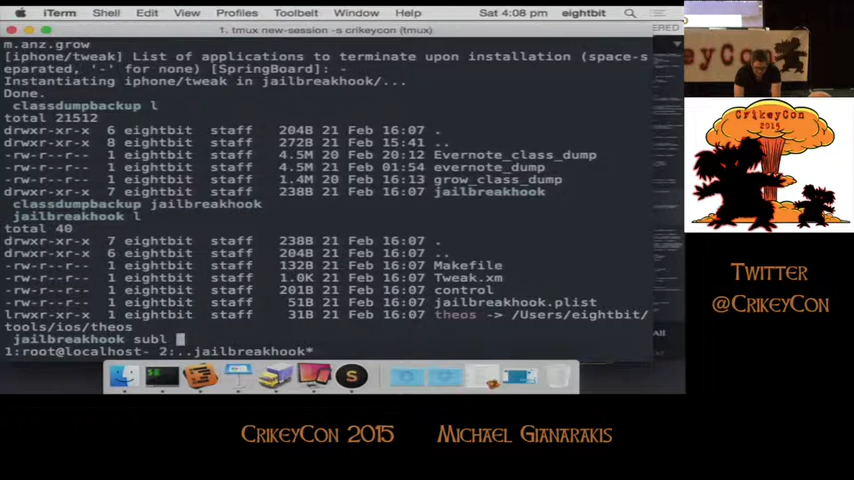 iTerm Shell Edit View Profiles Toolbelt Window Help Sat 4:08 pm eightbit
1. tmux new-session -s crikeycon (tmux)
m.anz.grow
[iphone/tweak] List of applications to terminate upon installation (space-s
eparated, '-' for none) [SpringBoard]: -
Instantiating iphone/tweak in jailbreakhook/...
Done.
classdumpbackup l
total 21512
drwxr-xr-x 6 eightbit staff 204B 21 Feb 16:07 .
drwxr-xr-x 8 eightbit staff 272B 21 Feb 15:41 ..
-rw-r--r-- 1 eightbit staff 4.5M 20 Feb 20:12 Evernote_class_dump
-rw-r--r-- 1 eightbit staff 4.5M 21 Feb 01:54 evernote_dump
-rw-r--r-- 1 eightbit staff 1.4M 20 Feb 16:13 grow_class_dump
drwxr-xr-x 7 eightbit staff 238B 21 Feb 16:07 jailbreakhook
classdumpbackup jailbreakhook
jailbreakhook l
total 40
drwxr-xr-x 7 eightbit staff 238B 21 Feb 16:07 .
drwxr-xr-x 6 eightbit staff 204B 21 Feb 16:07 ..
-rw-r--r-- 1 eightbit staff 132B 21 Feb 16:07 Makefile
-rw-r--r-- 1 eightbit staff 1.0K 21 Feb 16:07 Tweak.xm
-rw-r--r-- 1 eightbit staff 201B 21 Feb 16:07 control
-rw-r--r-- 1 eightbit staff 51B 21 Feb 16:07 jailbreakhook.plist
lrwxr-xr-x 1 eightbit staff 31B 21 Feb 16:07 theos -> /Users/eightbit/
tools/ios/theos
jailbreakhook subl
1:root@localhost- 2:..jailbreakhook*
CrikeyCon
CrikeyCon
2015
Twitter
@CrikeyCon
CrikeyCon 2015 Michael Gianarakis